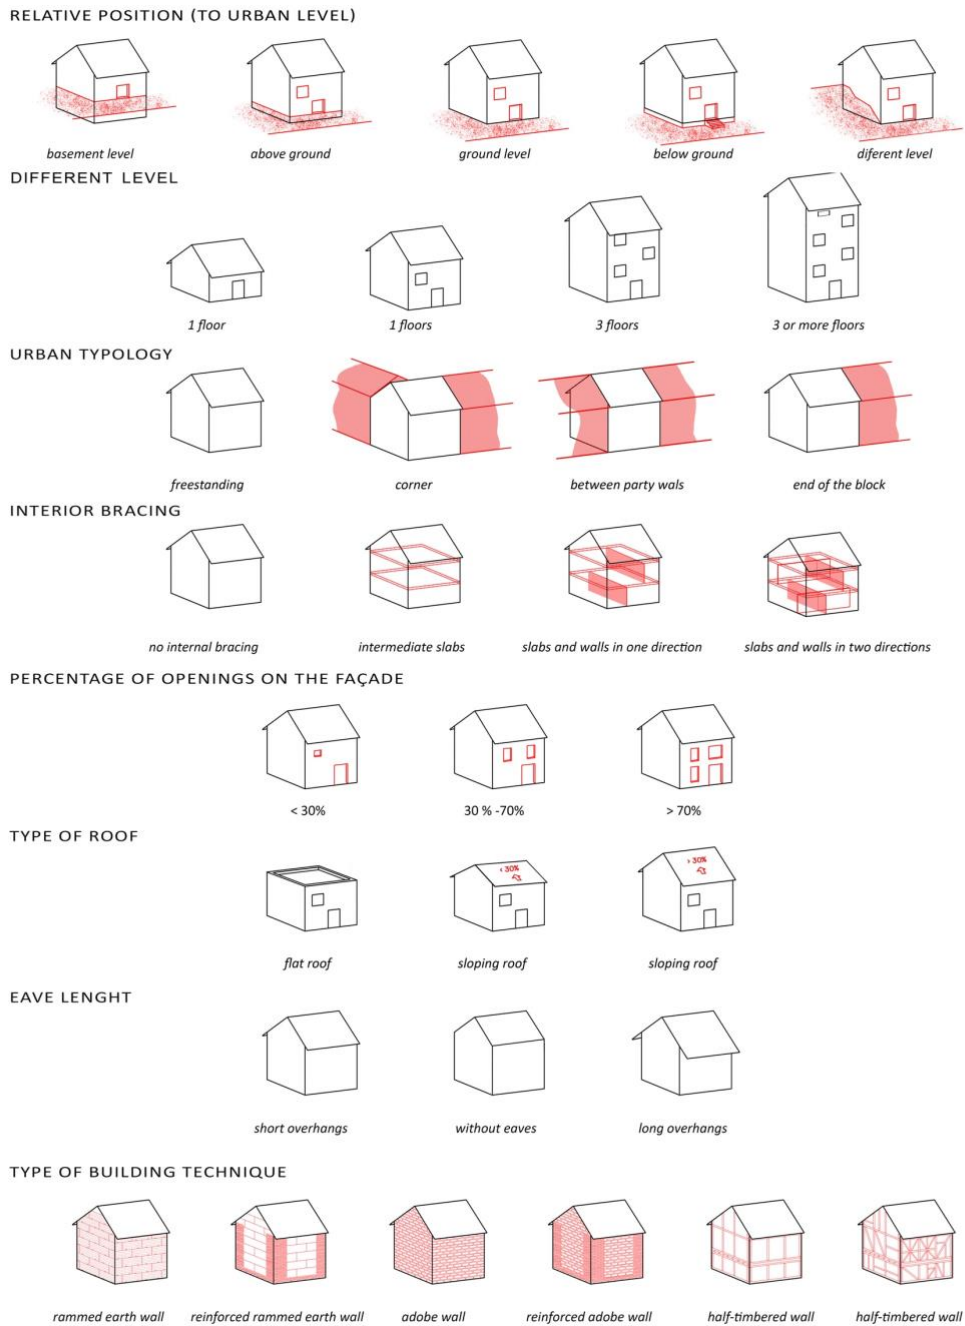 RELATIVE POSITION (TO URBAN LEVEL)
basement level above ground ground level below ground diferent level
DIFFERENT LEVEL
1 floor 1 floors 3 floors 3 or more floors
URBAN TYPOLOGY
freestanding corner between party wals end of the block
INTERIOR BRACING
no internal bracing intermediate slabs slabs and walls in one direction slabs and walls in two directions
PERCENTAGE OF OPENINGS ON THE FAÇADE
< 30% 30 % -70% > 70%
TYPE OF ROOF
‹ 30% › 30%
flat roof sloping roof sloping roof
EAVE LENGHT
short overhangs without eaves long overhangs
TYPE OF BUILDING TECHNIQUE
rammed earth wall reinforced rammed earth wall adobe wall reinforced adobe wall half-timbered wall half-timbered wall